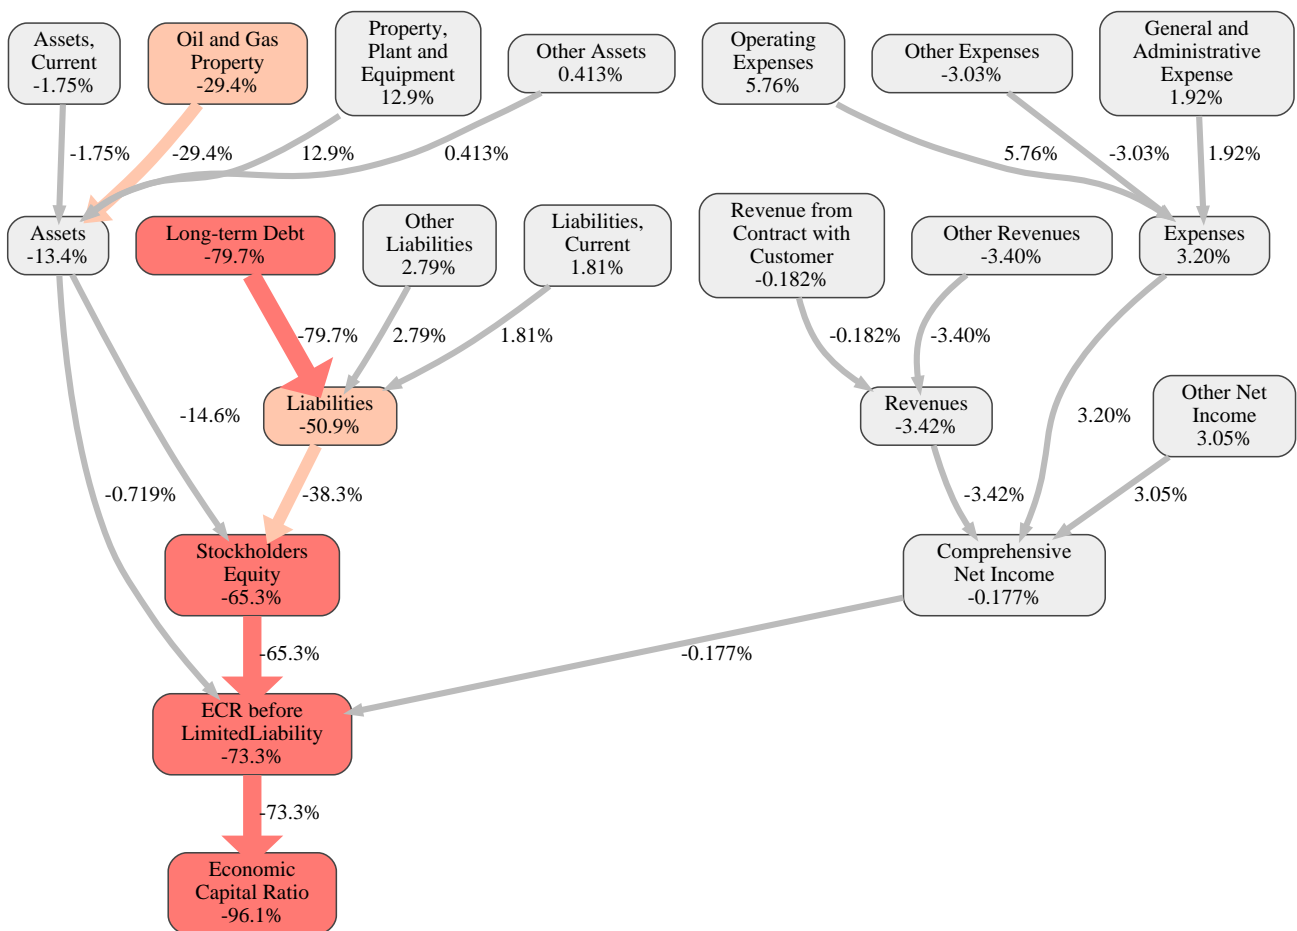 Assets,
Current
-1.75%
Oil and Gas
Property
-29.4%
Property,
Plant and
Equipment
12.9%
Other Assets
0.413%
Operating
Expenses
5.76%
Other Expenses
-3.03%
General and
Administrative
Expense
1.92%
-1.75%
-29.4%
12.9%
0.413%
5.76%
-3.03%
1.92%
Assets
-13.4%
Long-term Debt
-79.7%
Other
Liabilities
2.79%
Liabilities,
Current
1.81%
Revenue from
Contract with
Customer
-0.182%
Other Revenues
-3.40%
Expenses
3.20%
-79.7%
2.79%
1.81%
-0.182%
-3.40%
Liabilities
-50.9%
Revenues
-3.42%
Other Net
Income
3.05%
-14.6%
3.20%
-0.719%
-38.3%
-3.42%
3.05%
Stockholders
Equity
-65.3%
Comprehensive
Net Income
-0.177%
-65.3%
-0.177%
ECR before
LimitedLiability
-73.3%
-73.3%
Economic
Capital Ratio
-96.1%